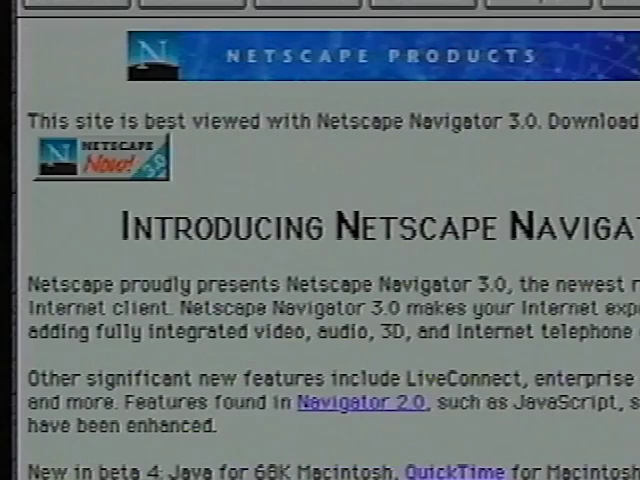 N NETSCAPE PRODUCTS
This site is best viewed with Netscape Navigator 3.0. Download
N NETSCAPE
Now! 3.0
INTRODUCING NETSCAPE NAVIGA
Netscape proudly presents Netscape Navigator 3.0, the newest r
Internet client. Netscape Navigator 3.0 makes your Internet exp
adding fully integrated video, audio, 3D, and Internet telephone
Other significant new features include LiveConnect, enterprise
and more. Features found in Navigator 2.0, such as JavaScript, s
have been enhanced.
New in beta 4: Java for 68K Macintosh, QuickTime for Macintosh